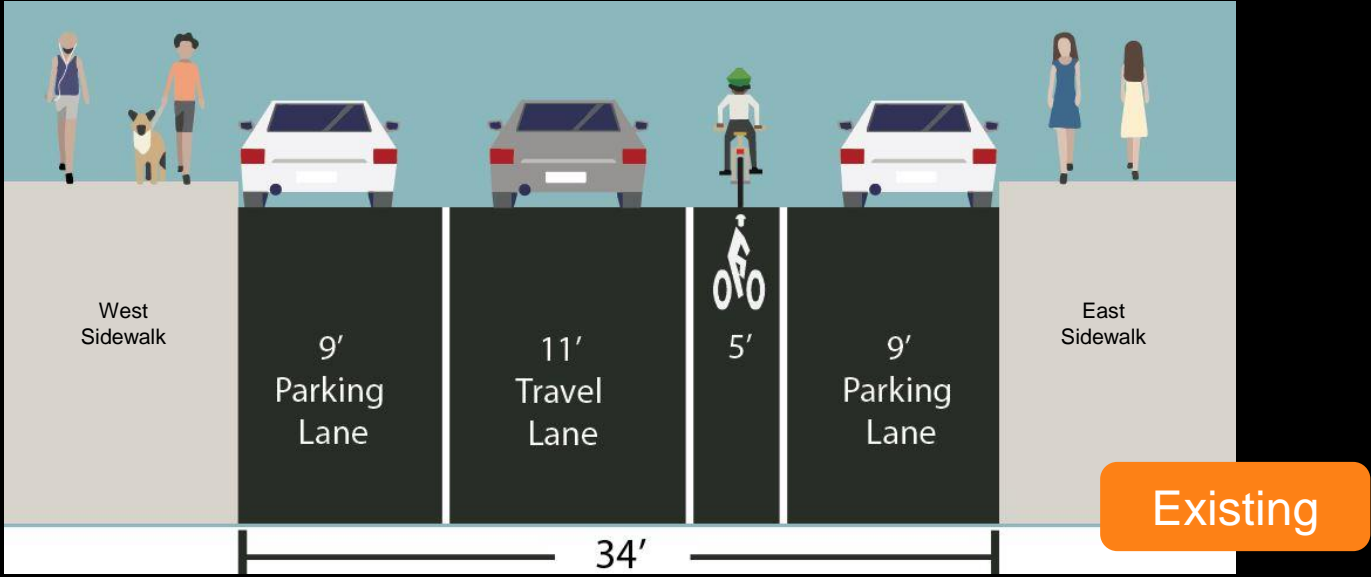 West
Sidewalk
9′
Parking
Lane
11′
Travel
Lane
5′
9′
Parking
Lane
East
Sidewalk
Existing
34′